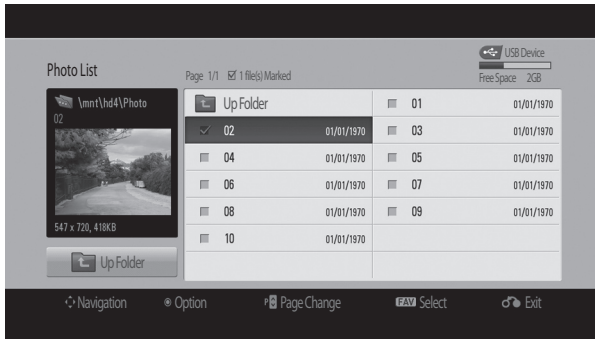 USB Device
Photo List
Page 1/1 1 file(s) Marked
Free Space 2GB
\mnt\hd4\Photo
02
547 x 720, 418KB
Up Folder
Up Folder
01 01/01/1970
02 01/01/1970
03 01/01/1970
04 01/01/1970
05 01/01/1970
06 01/01/1970
07 01/01/1970
08 01/01/1970
09 01/01/1970
10 01/01/1970
Navigation Option P Page Change FAV Select Exit